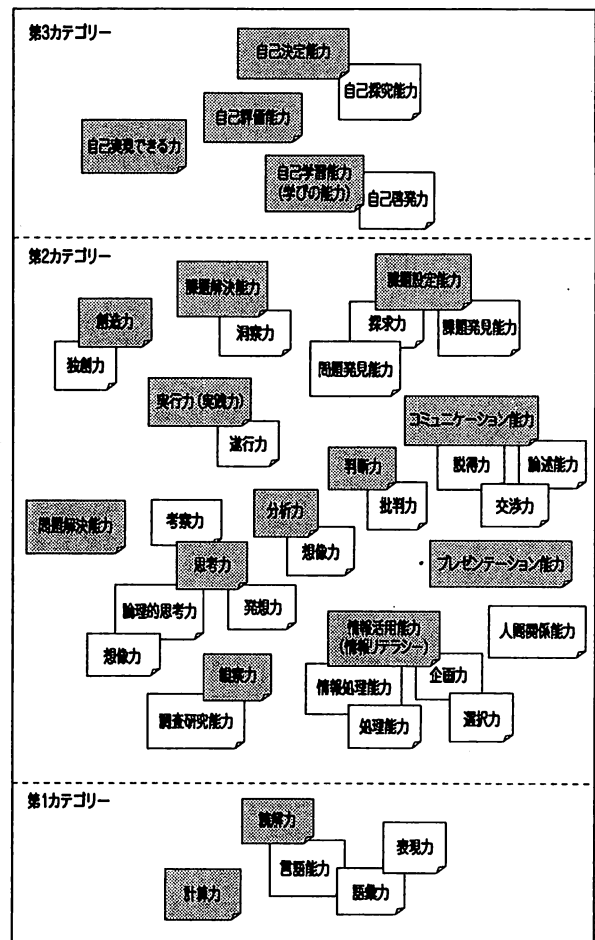 第3カテゴリー
自己決定能力
自己探究能力
自己評価能力
自己実現できる力
自己学習能力
(学びの能力)
自己啓発力
第2カテゴリー
課題解決能力
洞察力
課題設定能力
探求力
課題発見能力
問題発見能力
創造力
独創力
実行力(実践力)
遂行力
コミュニケーション能力
説得力
論述能力
交渉力
判断力
批判力
分析力
想像力
問題解決能力
考察力
思考力
論理的思考力
発想力
想像力
プレゼンテーション能力
人間関係能力
情報活用能力
(情報リテラシー)
情報処理能力
企画力
処理能力
選択力
観察力
調査研究能力
第1カテゴリー
読解力
言語能力
表現力
語彙力
計算力